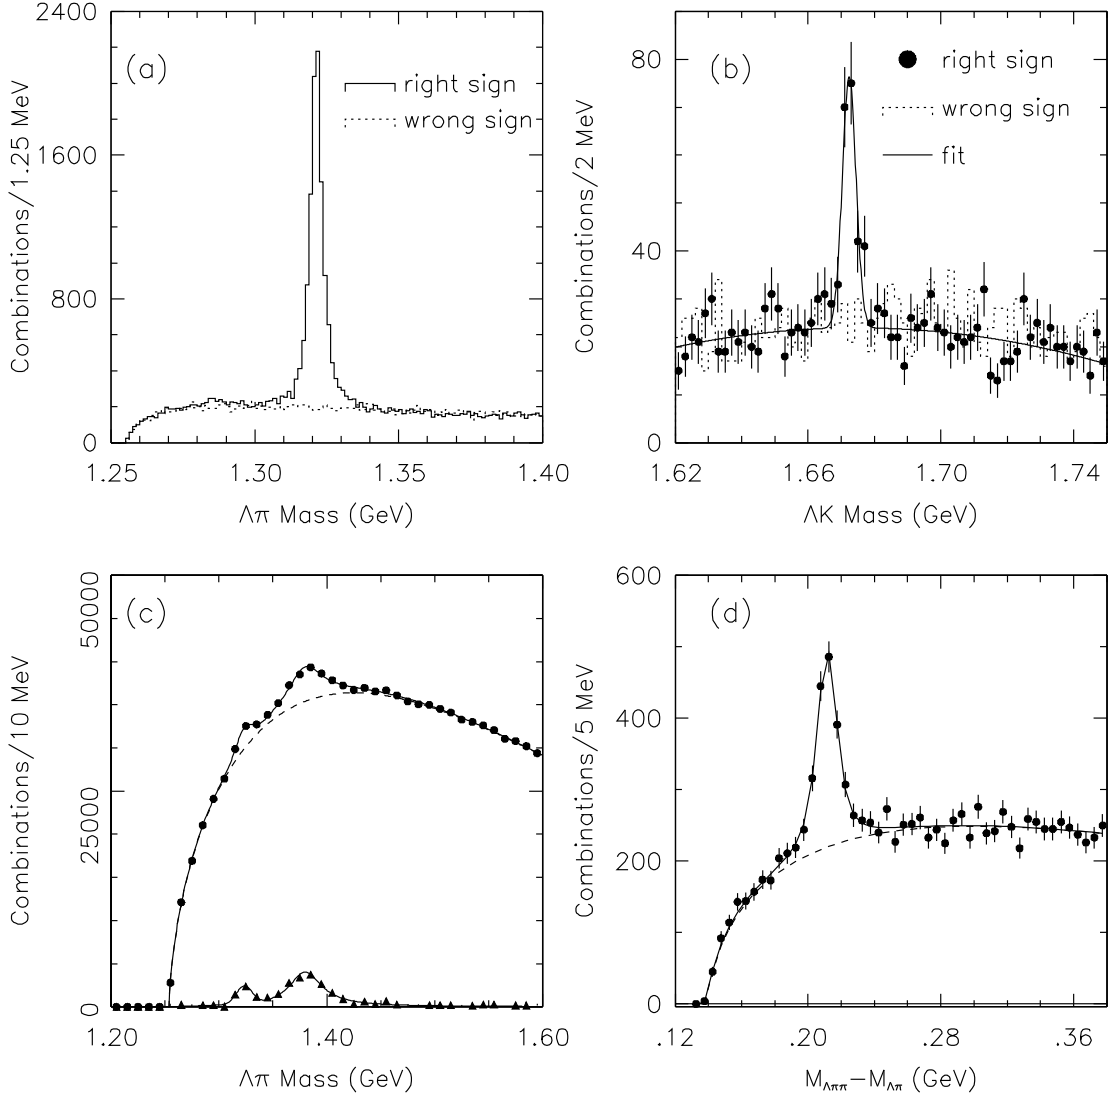 2400
1600
800
0
Combinations/1.25 MeV
(a)
right sign
wrong sign
1.25
1.30
1.35
1.40
Λπ Mass (GeV)
80
40
0
Combinations/2 MeV
(b)
right sign
wrong sign
fit
1.62
1.66
1.70
1.74
ΛK Mass (GeV)
50000
25000
0
Combinations/10 MeV
(c)
1.20
1.40
1.60
Λπ Mass (GeV)
600
400
200
0
Combinations/5 MeV
(d)
.12
.20
.28
.36
M_Λππ−M_Λπ (GeV)